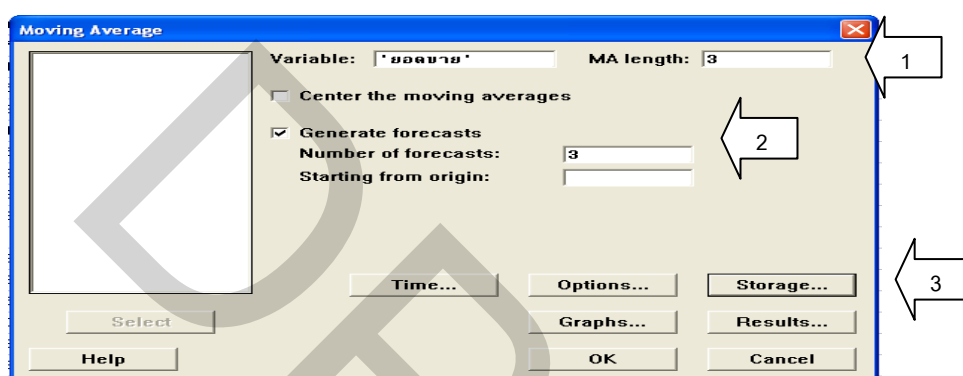 Moving Average
Variable: 'ยอดขาย' MA length: 3
1
Center the moving averages
Generate forecasts
Number of forecasts: 3
2
Starting from origin:
Time... Options... Storage...
3
Select Graphs... Results...
Help OK Cancel